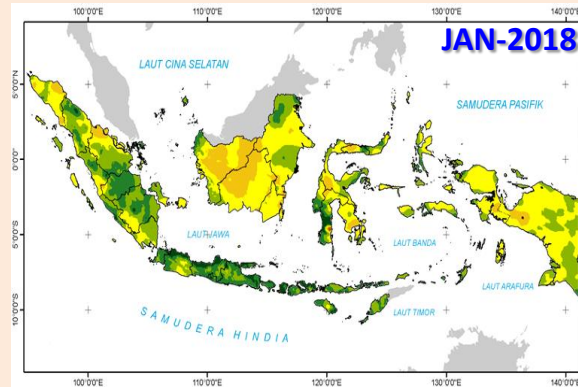 100°0'0"E 110°0'0"E 120°0'0"E 130°0'0"E 140°0'0"
JAN-2018
LAUT CINA SELATAN
5°0'0"N
SAMUDERA PASIFIK
0°0'0"
5°0'0"S
LAUT JAWA
LAUT BANDA
LAUT ARAFURA
10°0'0"S
LAUT TIMOR
SAMUDERA HINDIA
100°0'0"E 110°0'0"E 120°0'0"E 130°0'0"E 140°0'0"